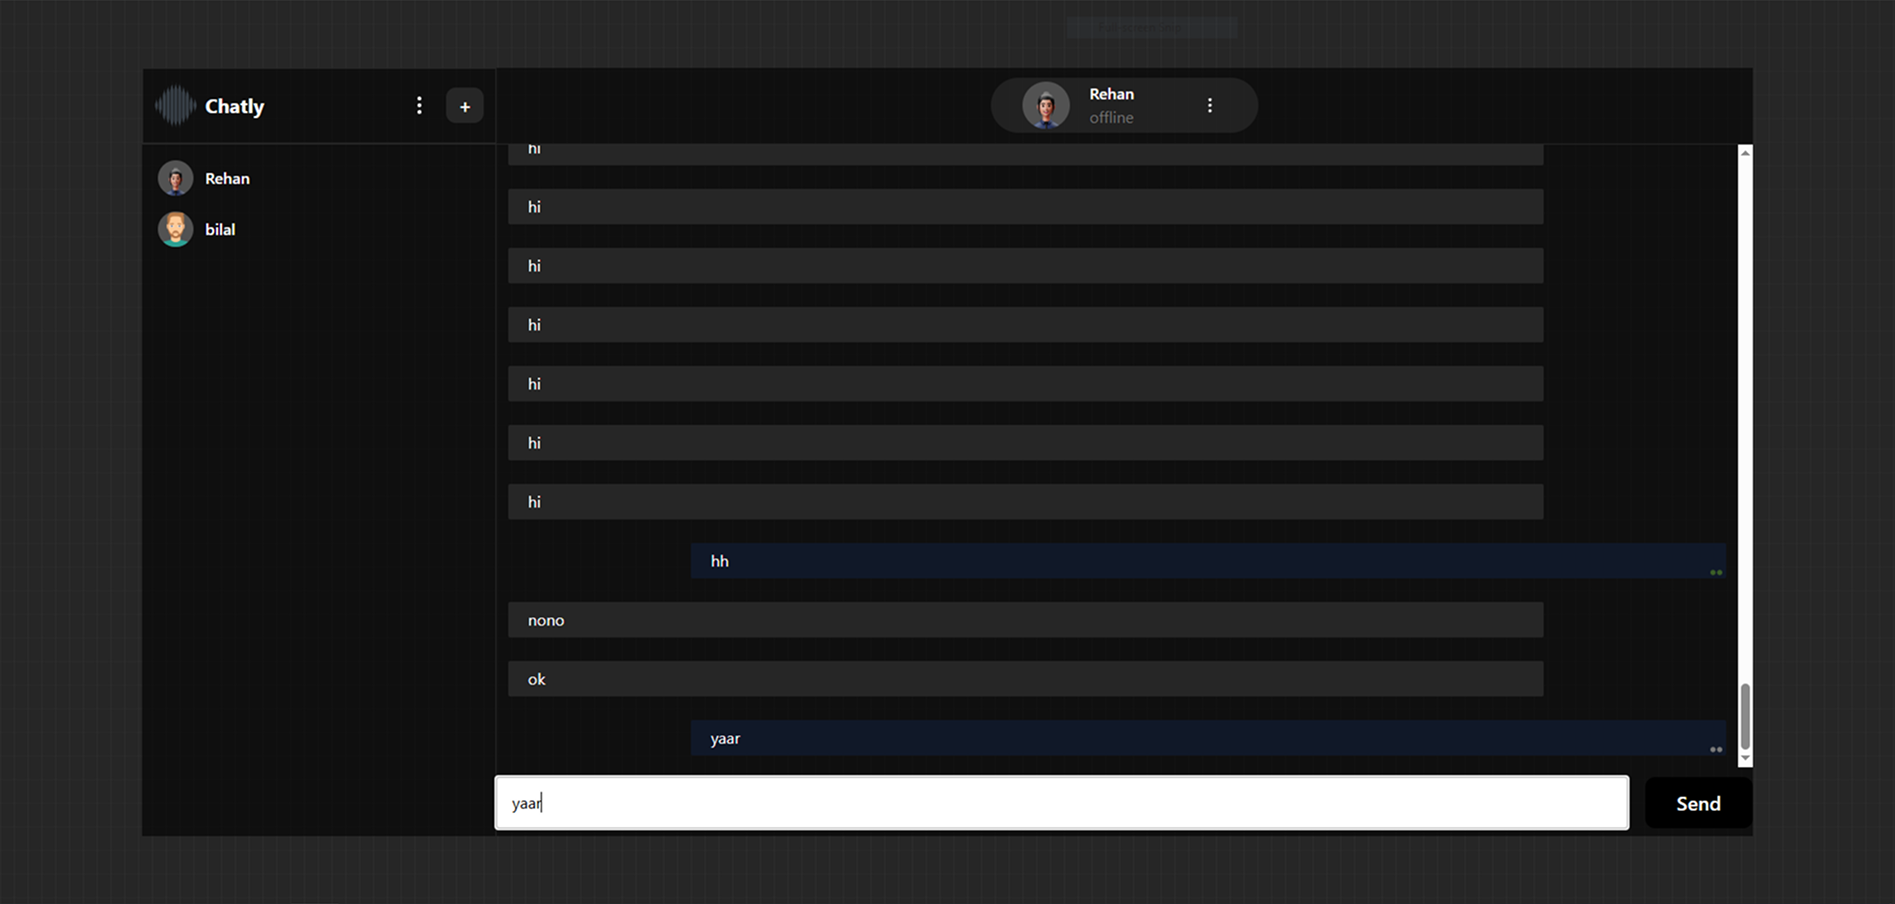 Chatly
+
Rehan
bilal
Rehan
offline
hi
hi
hi
hi
hi
hi
hi
hh
nono
ok
yaar
yaar
Send